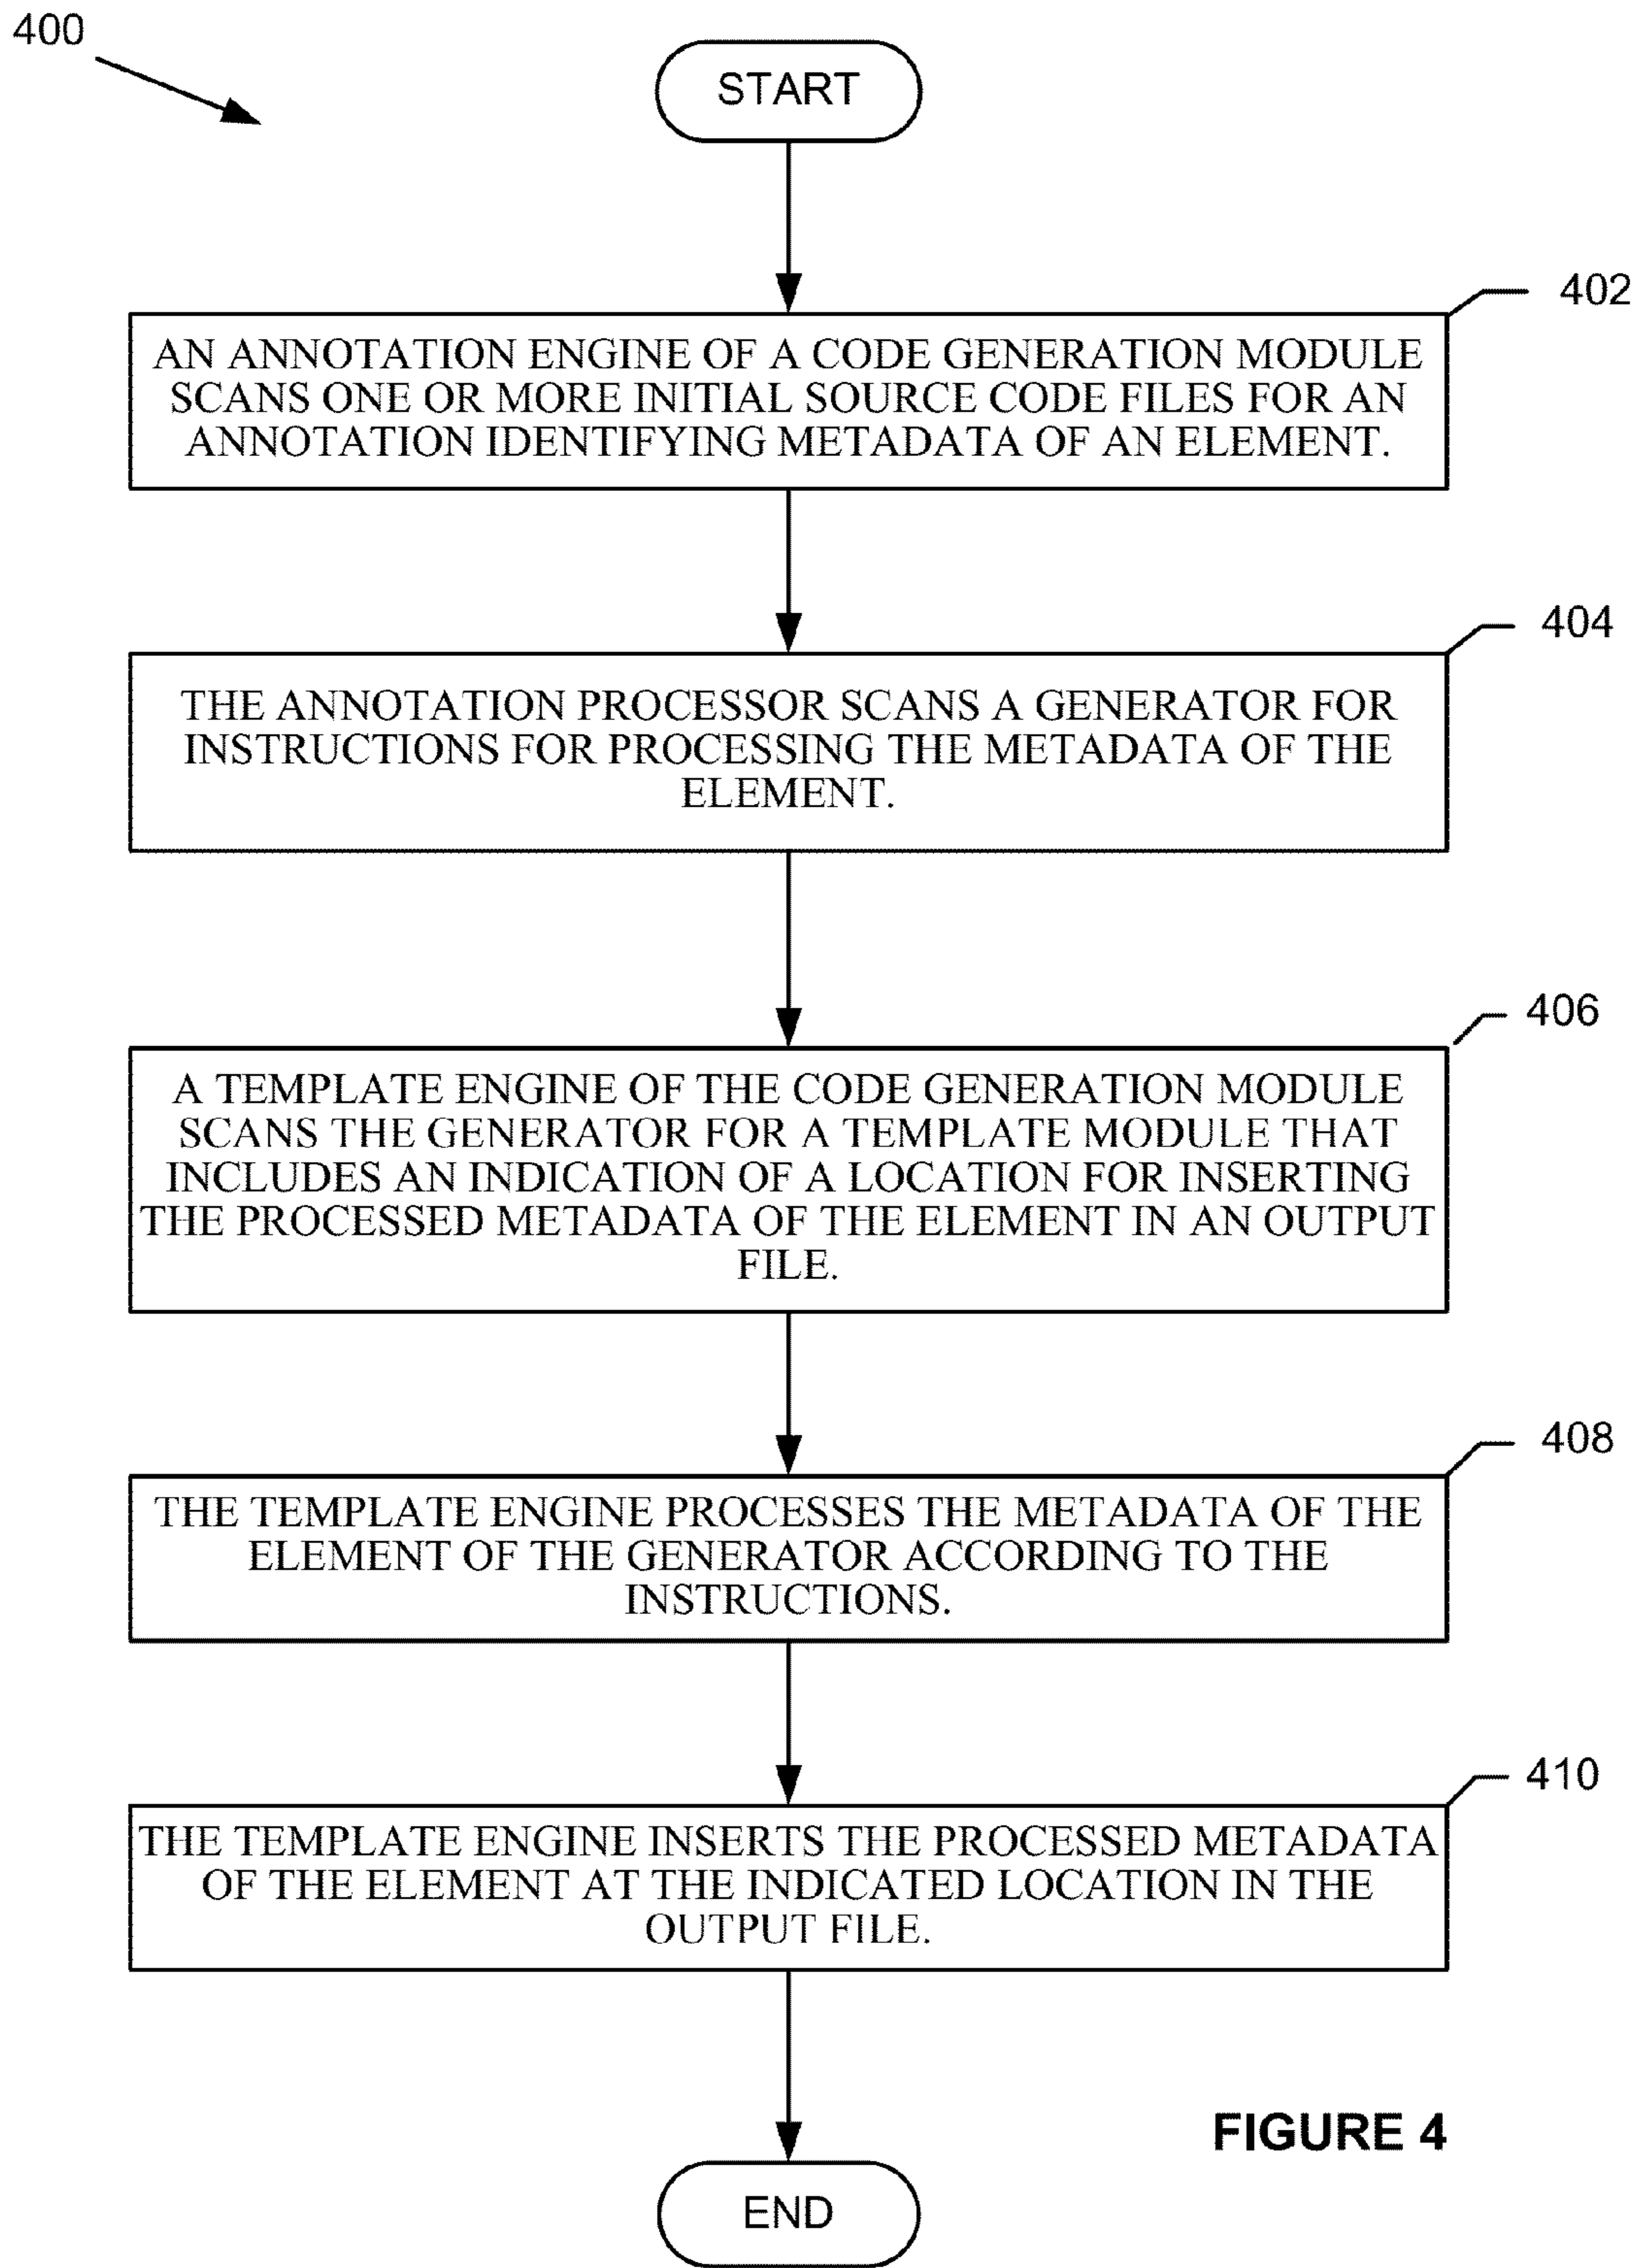 400
START
402
AN ANNOTATION ENGINE OF A CODE GENERATION MODULE
SCANS ONE OR MORE INITIAL SOURCE CODE FILES FOR AN
ANNOTATION IDENTIFYING METADATA OF AN ELEMENT.
404
THE ANNOTATION PROCESSOR SCANS A GENERATOR FOR
INSTRUCTIONS FOR PROCESSING THE METADATA OF THE
ELEMENT.
406
A TEMPLATE ENGINE OF THE CODE GENERATION MODULE
SCANS THE GENERATOR FOR A TEMPLATE MODULE THAT
INCLUDES AN INDICATION OF A LOCATION FOR INSERTING
THE PROCESSED METADATA OF THE ELEMENT IN AN OUTPUT
FILE.
408
THE TEMPLATE ENGINE PROCESSES THE METADATA OF THE
ELEMENT OF THE GENERATOR ACCORDING TO THE
INSTRUCTIONS.
410
THE TEMPLATE ENGINE INSERTS THE PROCESSED METADATA
OF THE ELEMENT AT THE INDICATED LOCATION IN THE
OUTPUT FILE.
FIGURE 4
END